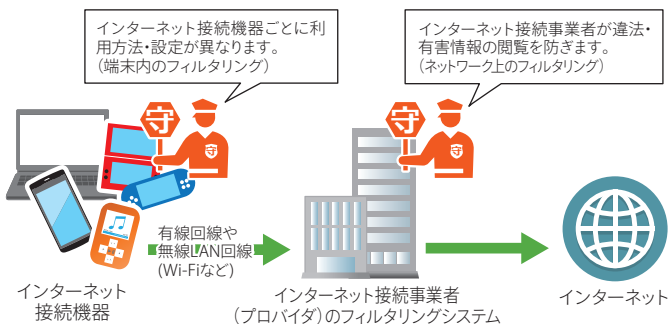 インターネット接続機器ごとに利
用方法・設定が異なります。
（端末内のフィルタリング）
インターネット接続事業者が違法・
有害情報の閲覧を防ぎます。
（ネットワーク上のフィルタリング）
守
守
守
守
有線回線や
無線LAN回線
(Wi-Fiなど)
インターネット
接続機器
インターネット接続事業者
（プロバイダ）のフィルタリングシステム
インターネット